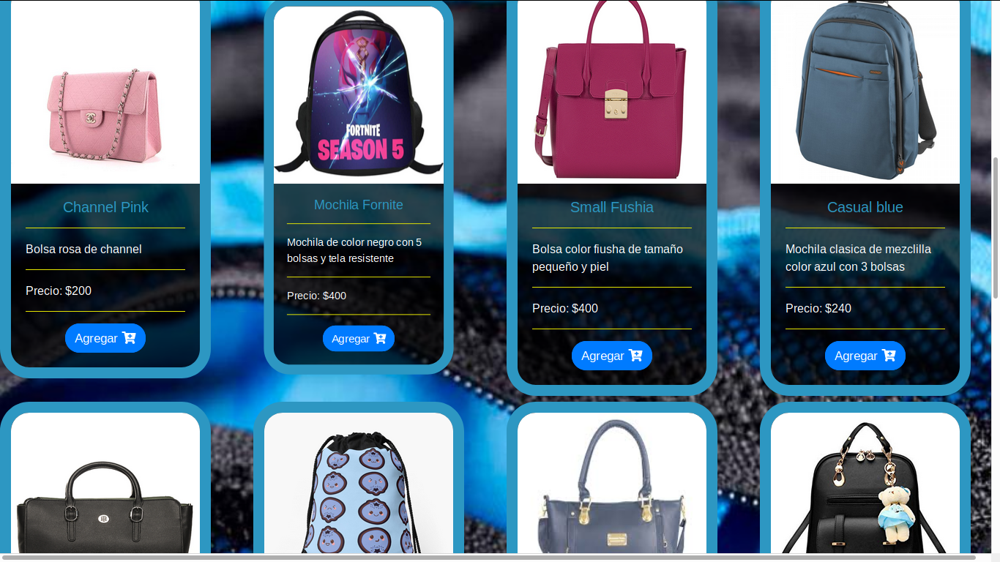 FORTNITE
SEASON 5
Channel Pink
Bolsa rosa de channel
Precio: $200
Agregar
Mochila Fornite
Mochila de color negro con 5
bolsas y tela resistente
Precio: $400
Agregar
Small Fushia
Bolsa color fiusha de tamaño
pequeño y piel
Precio: $400
Agregar
Casual blue
Mochila clasica de mezclilla
color azul con 3 bolsas
Precio: $240
Agregar